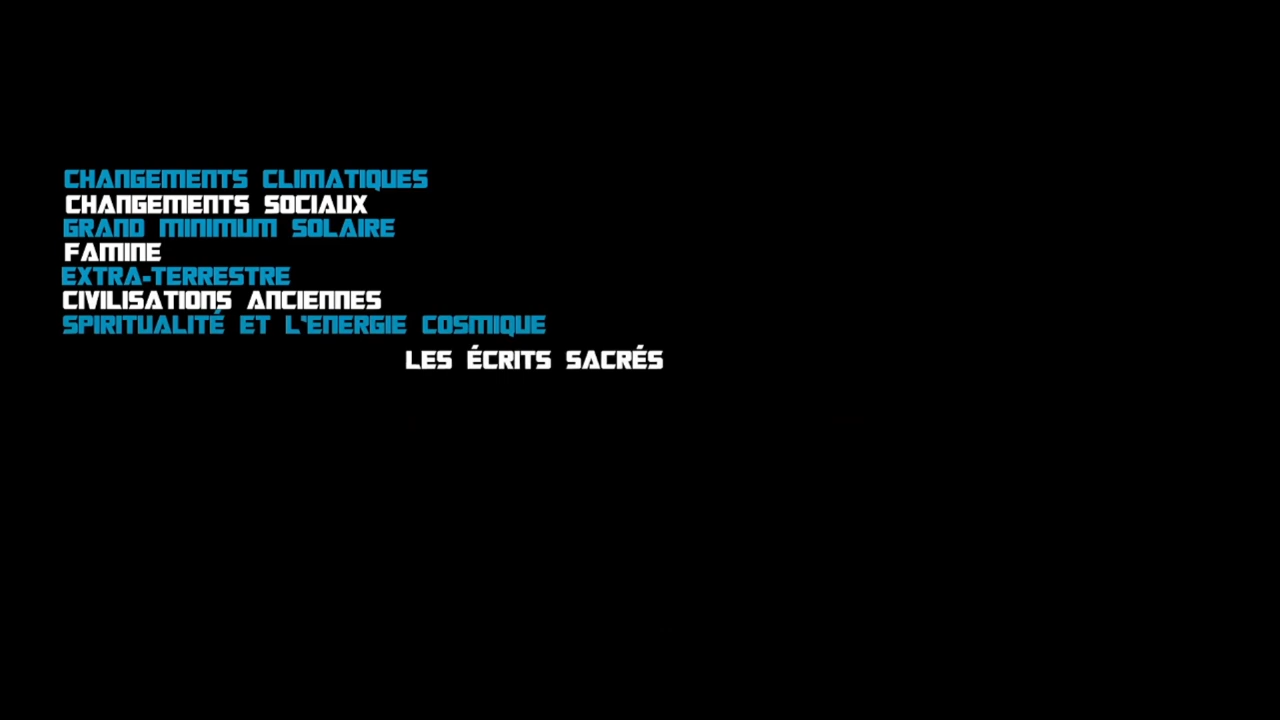 CHANGEMENTS CLIMATIQUES
CHANGEMENTS SOCIAUX
GRAND MINIMUM SOLAIRE
FAMINE
EXTRA-TERRESTRE
CIVILISATIONS ANCIENNES
SPIRITUALITÉ ET L'ENERGIE COSMIQUE
LES ÉCRITS SACRÉS